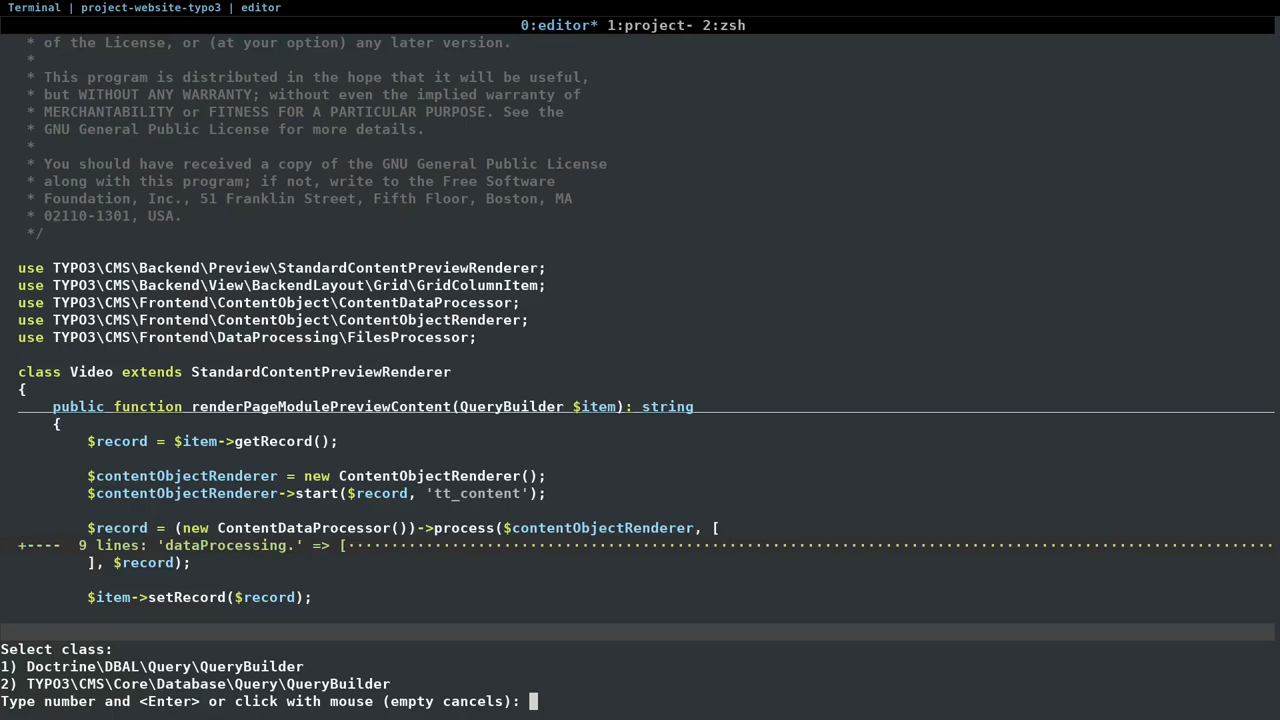 Terminal | project-website-typo3 | editor
0:editor* 1:project- 2:zsh
* of the License, or (at your option) any later version.
*
* This program is distributed in the hope that it will be useful,
* but WITHOUT ANY WARRANTY; without even the implied warranty of
* MERCHANTABILITY or FITNESS FOR A PARTICULAR PURPOSE. See the
* GNU General Public License for more details.
*
* You should have received a copy of the GNU General Public License
* along with this program; if not, write to the Free Software
* Foundation, Inc., 51 Franklin Street, Fifth Floor, Boston, MA
* 02110-1301, USA.
*/
use TYPO3\CMS\Backend\Preview\StandardContentPreviewRenderer;
use TYPO3\CMS\Backend\View\BackendLayout\Grid\GridColumnItem;
use TYPO3\CMS\Frontend\ContentObject\ContentDataProcessor;
use TYPO3\CMS\Frontend\ContentObject\ContentObjectRenderer;
use TYPO3\CMS\Frontend\DataProcessing\FilesProcessor;
class Video extends StandardContentPreviewRenderer
{
public function renderPageModulePreviewContent(QueryBuilder $item): string
{
$record = $item->getRecord();
$contentObjectRenderer = new ContentObjectRenderer();
$contentObjectRenderer->start($record, 'tt_content');
$record = (new ContentDataProcessor())->process($contentObjectRenderer, [
+---- 9 lines: 'dataProcessing.' => [··········································································································
], $record);
$item->setRecord($record);
Select class:
1) Doctrine\DBAL\Query\QueryBuilder
2) TYPO3\CMS\Core\Database\Query\QueryBuilder
Type number and <Enter> or click with mouse (empty cancels):